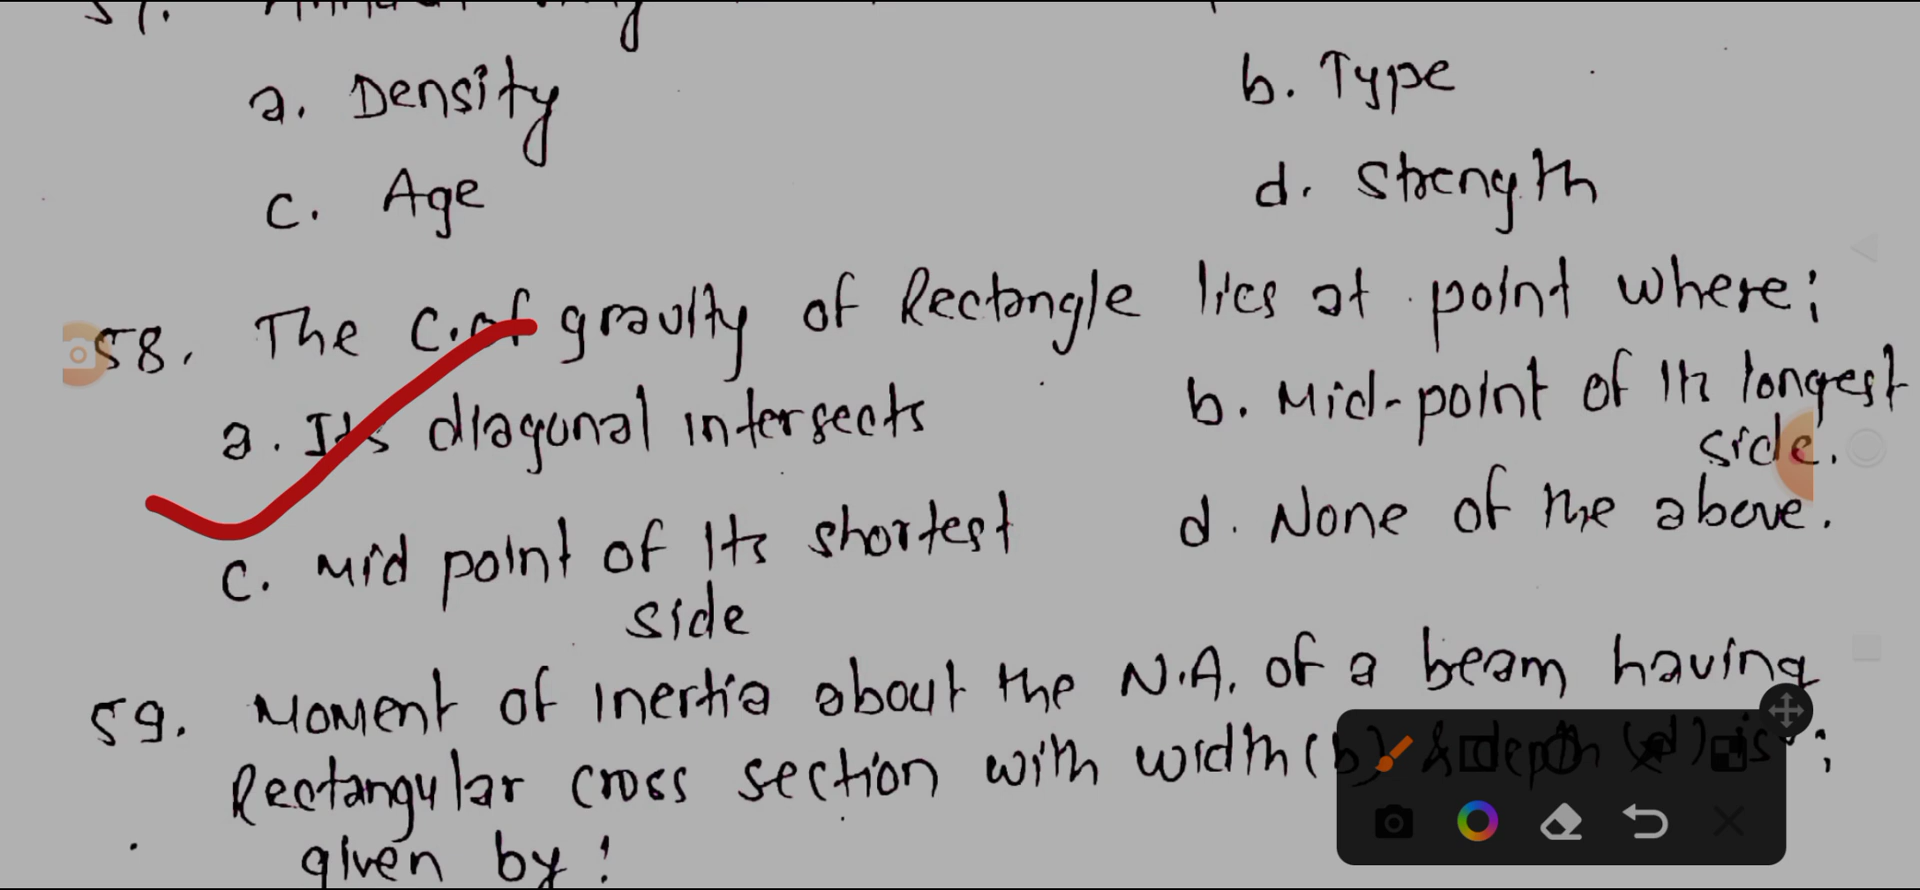 a. Density
b. Type
c. Age
d. Strength
58. The C.of gravity of Rectangle lies at point where;
a. Its diagonal intersects
b. Mid-point of its longest
side.
c. Mid point of Its shortest
side
d. None of the above.
59. Moment of inertia about the N.A. of a beam having
Rectangular cross section with width (b) & depth (d) is;
given by: